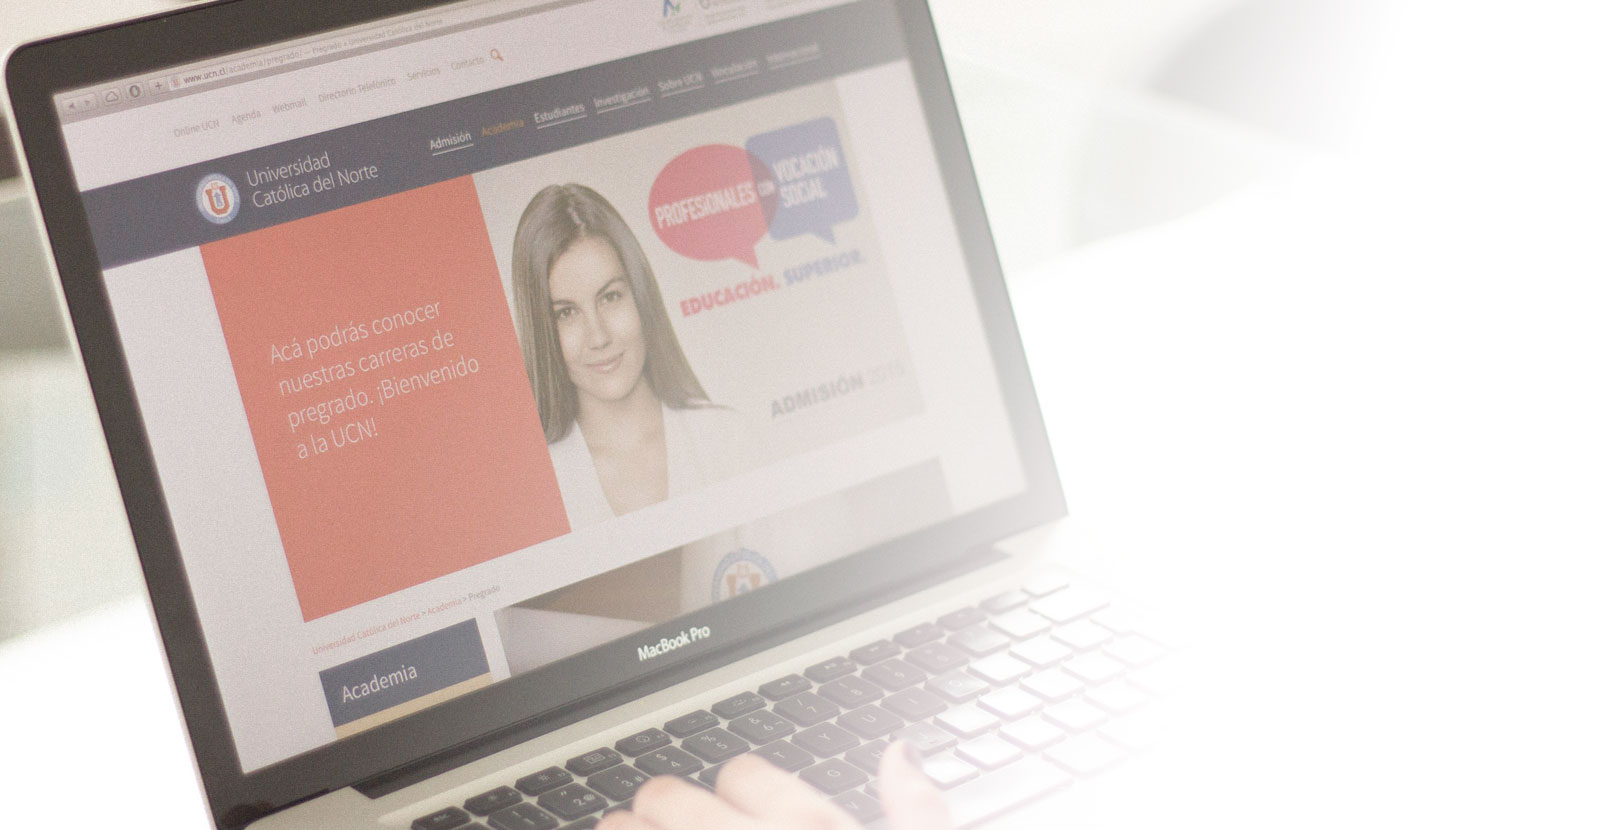 www.ucn.cl/academia/pregrado/ — Pregrado » Universidad Católica del Norte
Online UCN Agenda Webmail Directorio Telefónico Servicios Contacto
Universidad
Católica del Norte
Admisión Academia Estudiantes Investigación Sobre UCN Vinculación Internacional
Acá podrás conocer
nuestras carreras de
pregrado. ¡Bienvenido
a la UCN!
PROFESIONALES CON VOCACIÓN
SOCIAL
EDUCACIÓN. SUPERIOR.
ADMISIÓN 2015
Universidad Católica del Norte > Academia > Pregrado
Academia
MacBook Pro